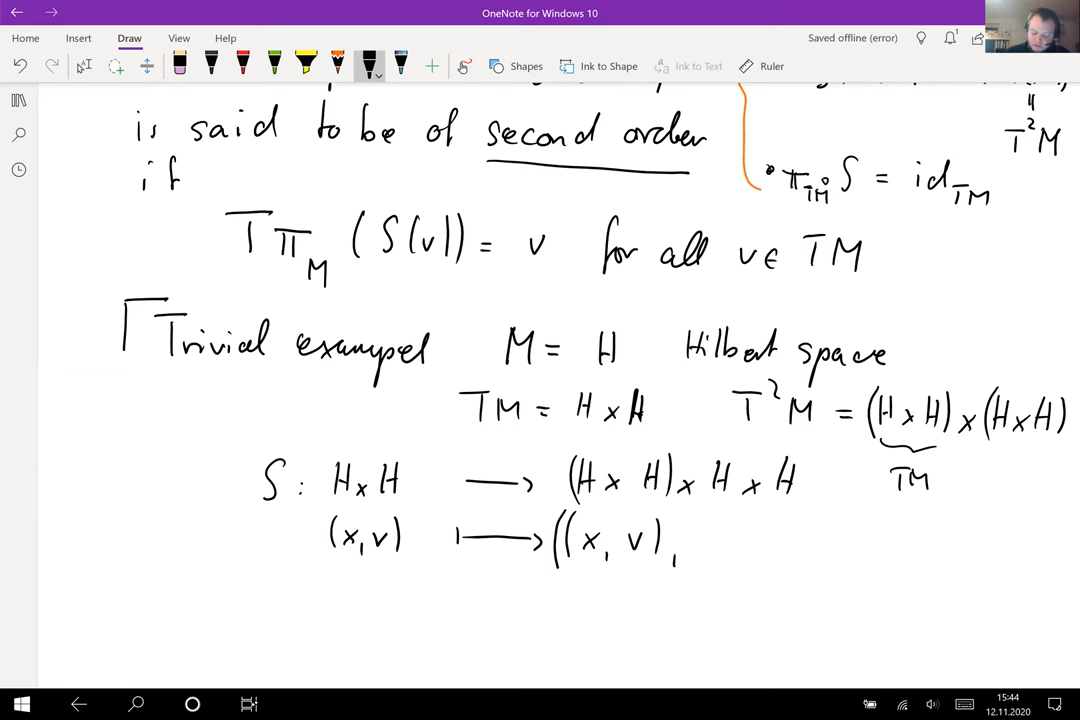 OneNote for Windows 10
Home Insert Draw View Help
Saved offline (error)
Shapes Ink to Shape Ink to Text Ruler
is said to be of second order
if
T²M
• π_TM ∘ S = id_TM
Tπ_M (S(v)) = v for all v ∈ TM
Trivial exampel M = H Hilbert space
TM = H × H T²M = (H × H) × (H × H)
TM
S : H × H ⟶ (H × H) × H × H
(x, v) ⟼ ((x, v),
15:44
12.11.2020